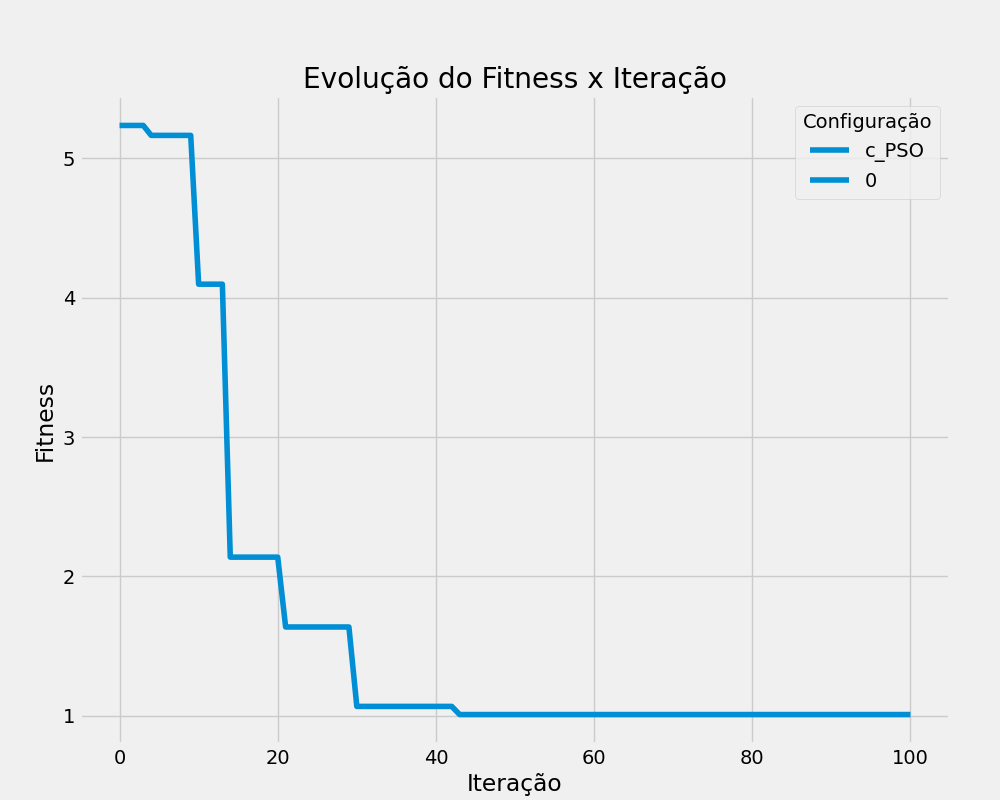 Evolução do Fitness x Iteração
Configuração
c_PSO
0
Fitness
5
4
3
2
1
0 20 40 60 80 100
Iteração